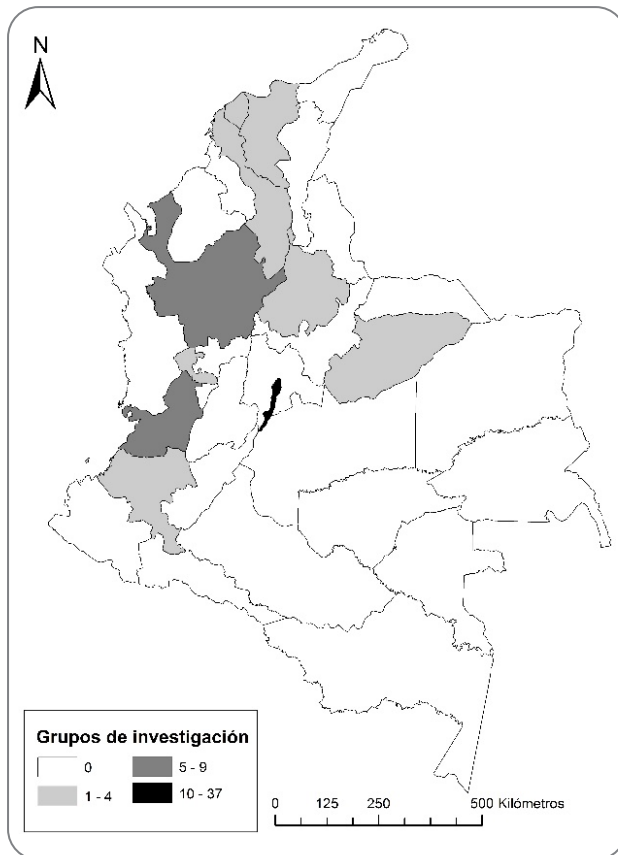 N
Grupos de investigación
0 5 - 9
1 - 4 10 - 37
0 125 250 500 Kilómetros